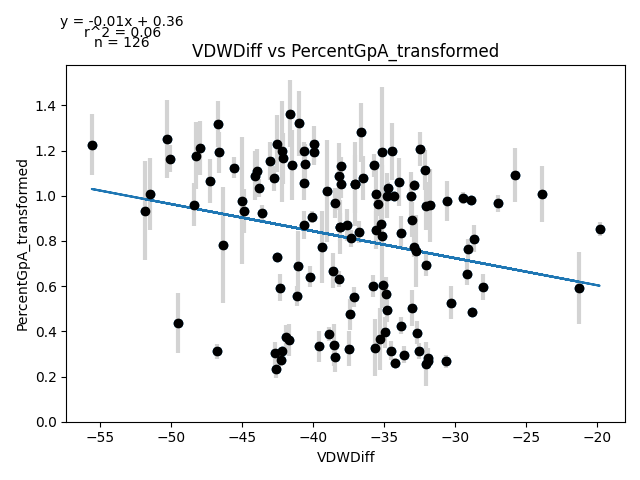 y = -0.01x + 0.36
r^2 = 0.06
n = 126
VDWDiff vs PercentGpA_transformed
PercentGpA_transformed
1.4
1.2
1.0
0.8
0.6
0.4
0.2
0.0
−55 −50 −45 −40 −35 −30 −25 −20
VDWDiff